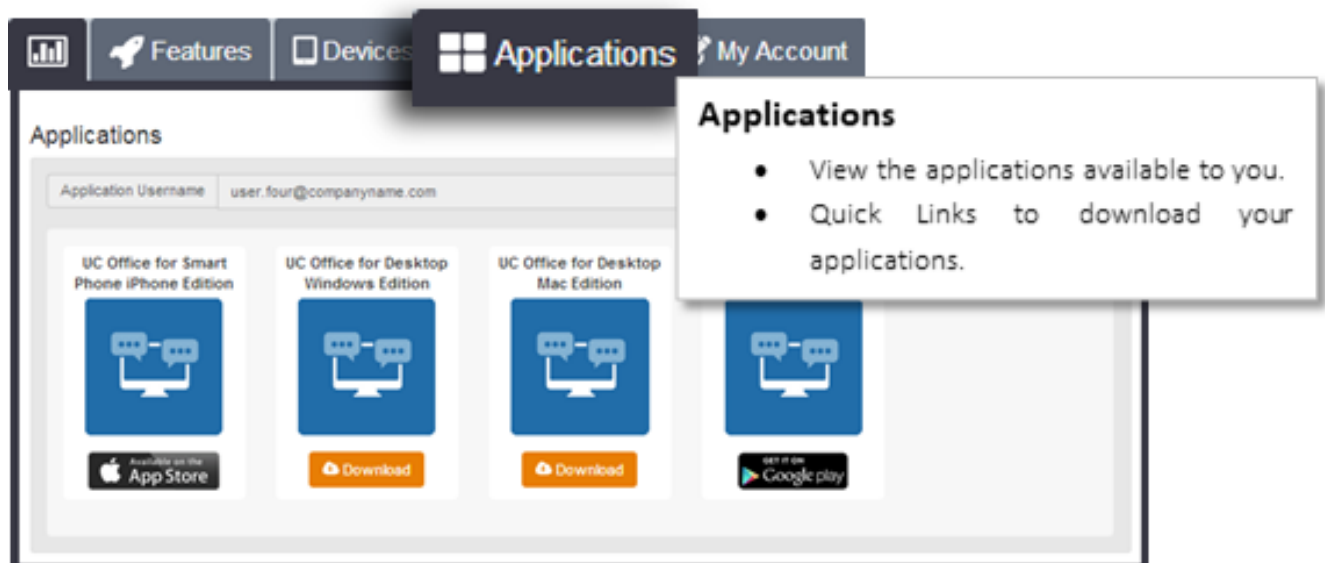 Features
Devices
Applications
My Account
Applications
View the applications available to you.
Quick Links to download your
applications.
Applications
Application Username
user.four@companyname.com
UC Office for Smart
Phone iPhone Edition
UC Office for Desktop
Windows Edition
UC Office for Desktop
Mac Edition
Available on the
App Store
Download
Download
GET IT ON
Google play